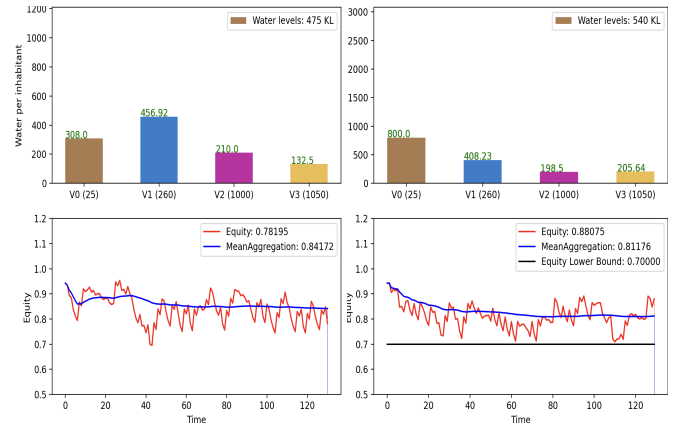 1200
1000
800
600
400
200
0
Water per inhabitant
Water levels: 475 KL
308.0
456.92
210.0
132.5
V0 (25)
V1 (260)
V2 (1000)
V3 (1050)
3000
2500
2000
1500
1000
500
0
Water levels: 540 KL
800.0
408.23
198.5
205.64
V0 (25)
V1 (260)
V2 (1000)
V3 (1050)
1.2
1.1
1.0
0.9
0.8
0.7
0.6
0.5
Equity
Equity: 0.78195
MeanAggregation: 0.84172
0
20
40
60
80
100
120
Time
1.2
1.1
1.0
0.9
0.8
0.7
0.6
0.5
Equity
Equity: 0.88075
MeanAggregation: 0.81176
Equity Lower Bound: 0.70000
0
20
40
60
80
100
120
Time